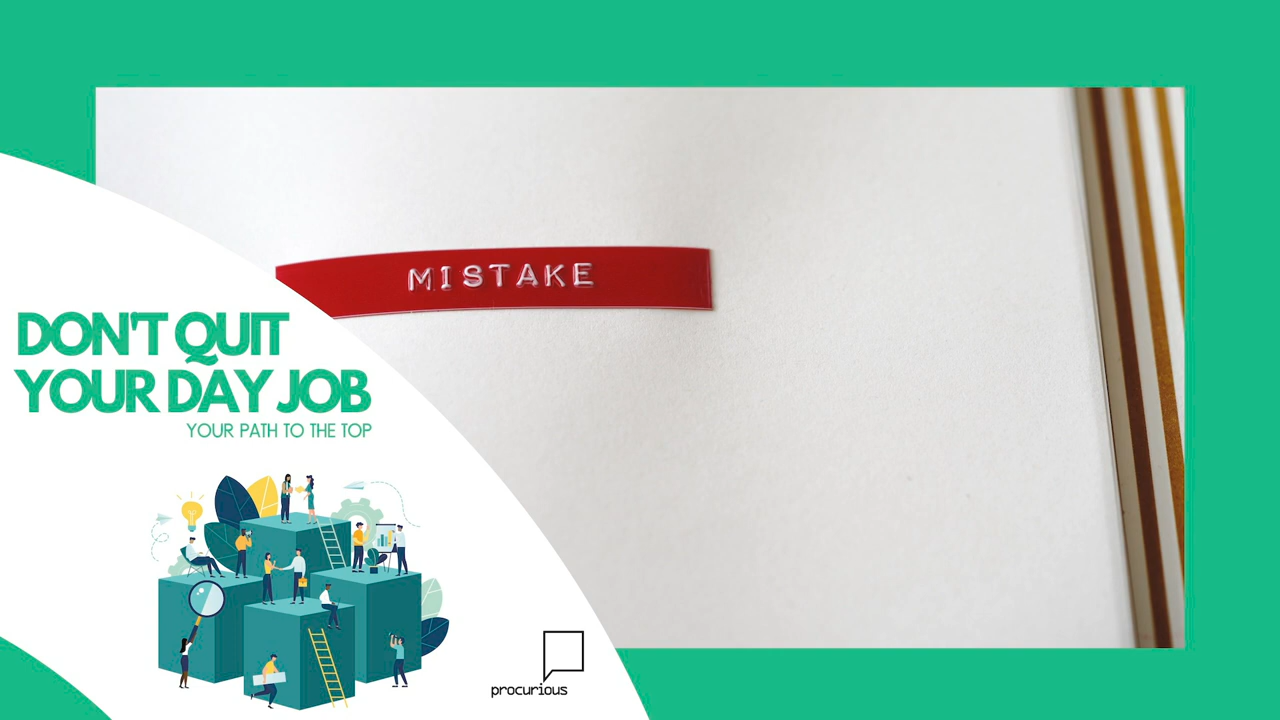 MISTAKE
DON'T QUIT
YOUR DAY JOB
YOUR PATH TO THE TOP
procurious